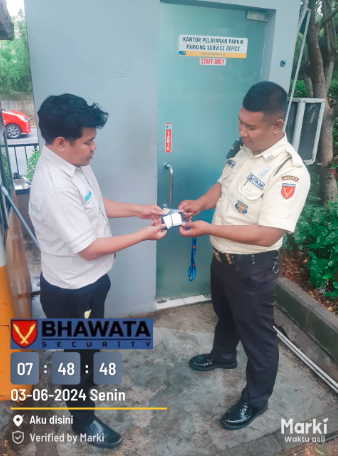 KANTOR PELAYANAN PARKIR
PARKING SERVICE OFFICE
STAFF ONLY
BHAWATA
SECURITY
07 : 48 : 48
03-06-2024 Senin
Aku disini
Verified by Marki
Marki
Waktu asli
Marki